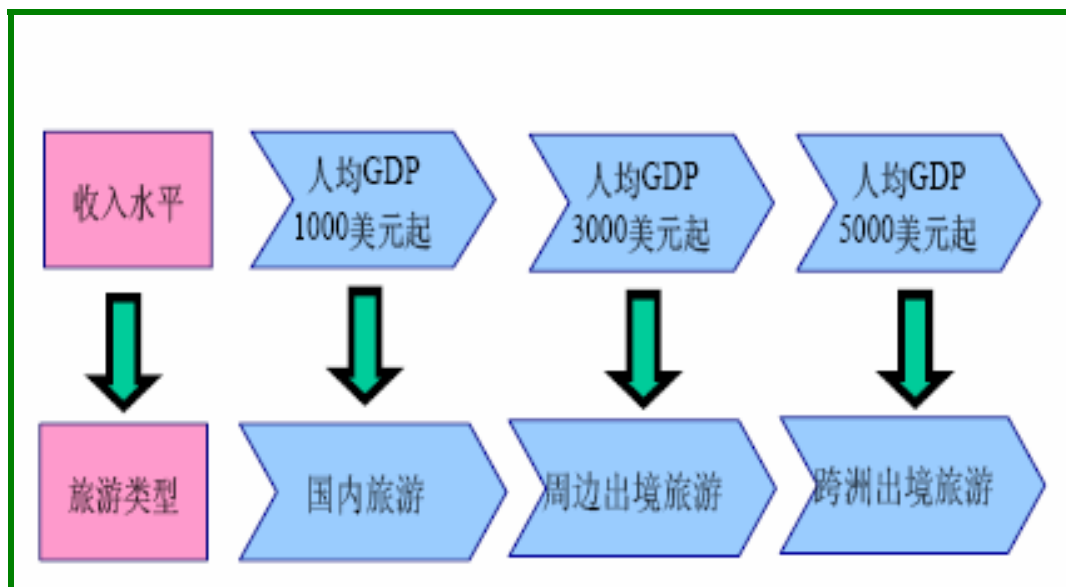 收入水平
人均GDP
1000美元起
人均GDP
3000美元起
人均GDP
5000美元起
旅游类型
国内旅游
周边出境旅游
跨洲出境旅游